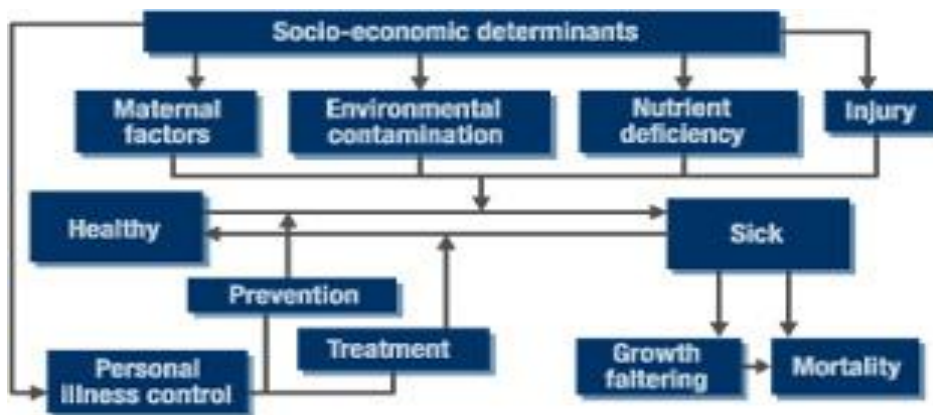 Socio-economic determinants
Maternal
factors
Environmental
contamination
Nutrient
deficiency
Injury
Healthy
Sick
Prevention
Treatment
Personal
illness control
Growth
faltering
Mortality